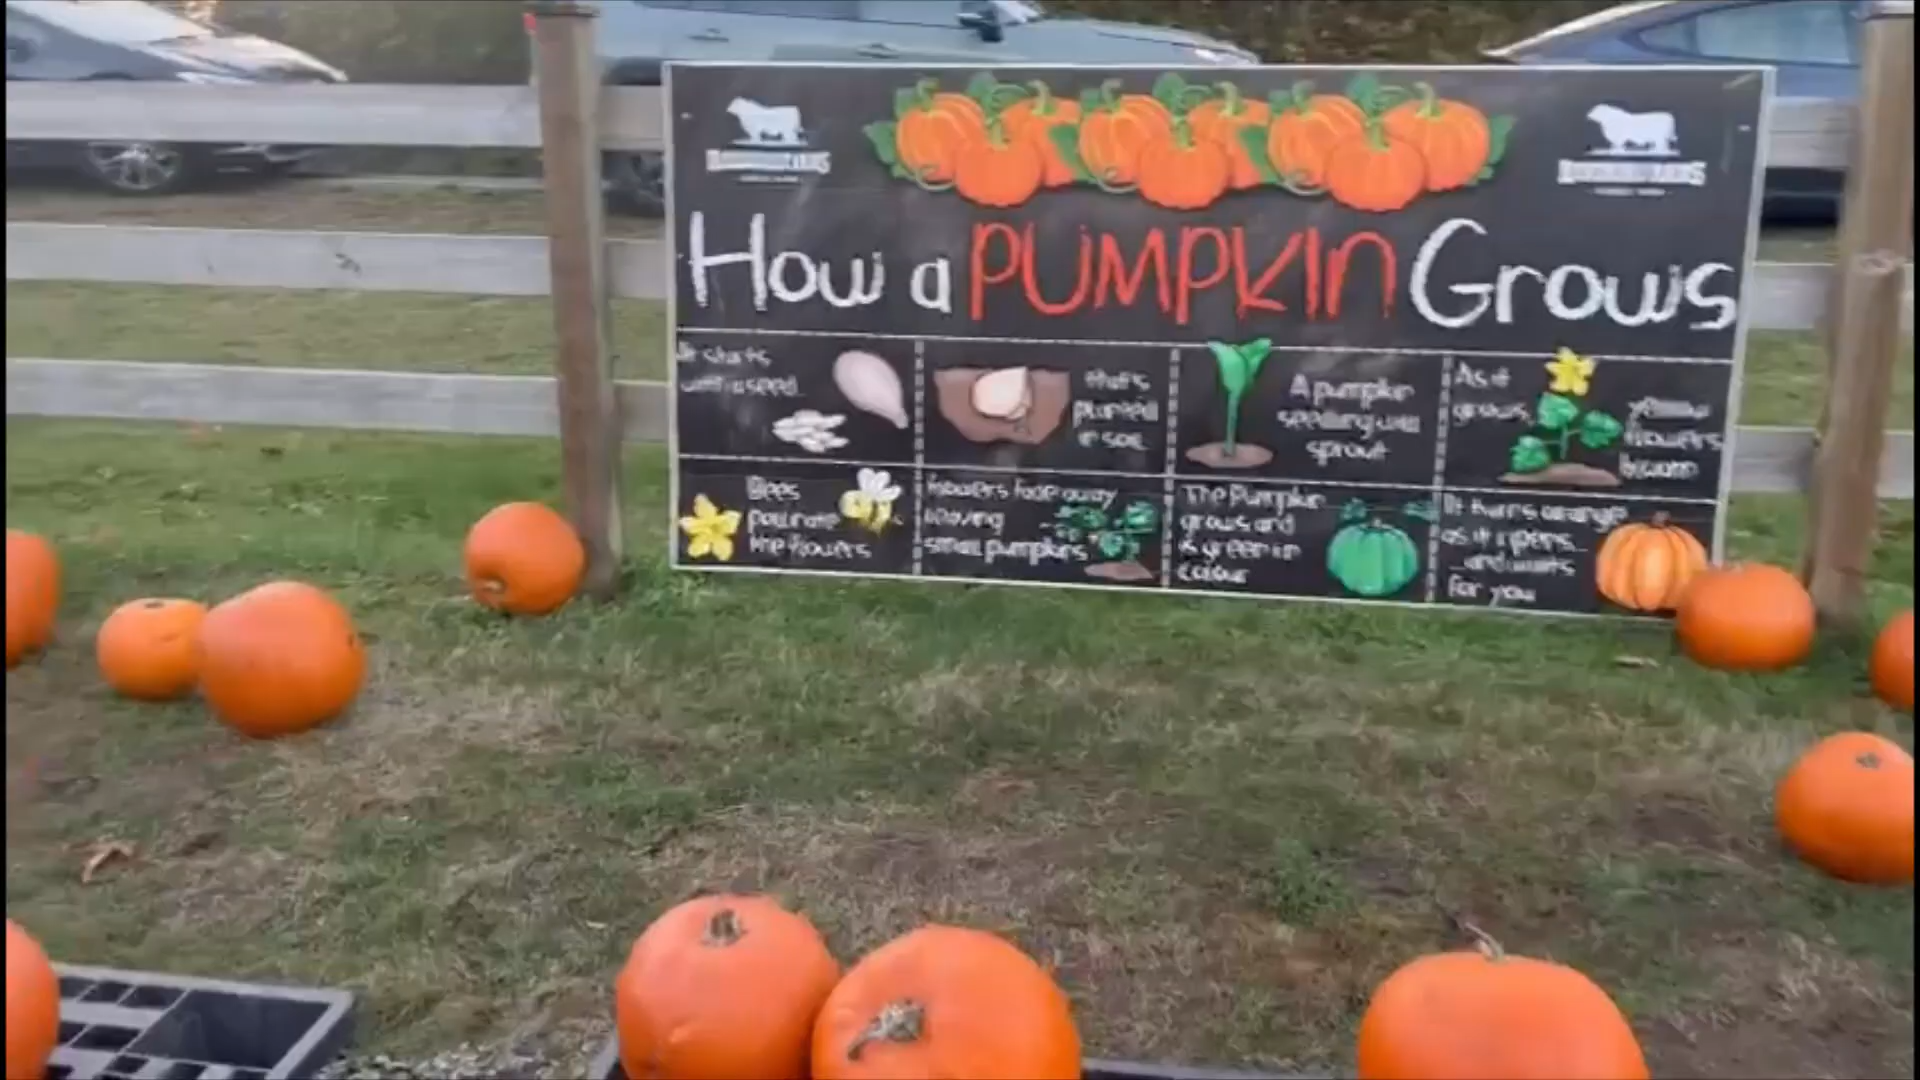 How a PUMPKIN Grows
It starts
with a seed...
that's
planted
in soil
A pumpkin
seedling will
sprout
As it
grows,
yellow
flowers
bloom
Bees
pollinate
the flowers
Flowers fade away
leaving
small pumpkins
The Pumpkin
grows and
is green in
colour
It turns orange
as it ripens...
...and waits
for you